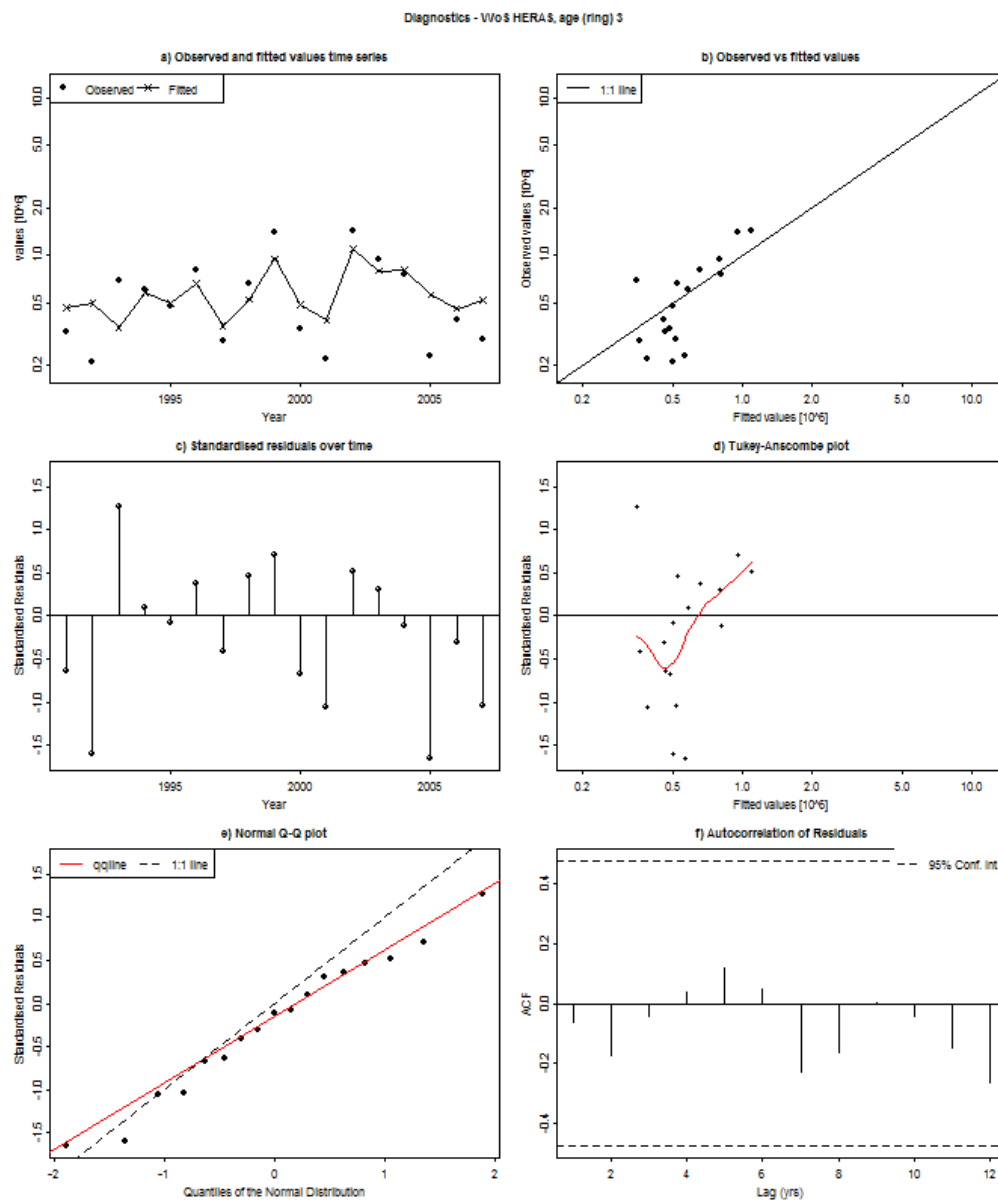 Diagnostics - WoS HERAS, age (ring) 3
a) Observed and fitted values time series
Observed Fitted
values [10^6]
0.2 0.5 1.0 2.0 5.0 10.0
1995 2000 2005
Year
b) Observed vs fitted values
1:1 line
Observed values [10^6]
0.2 0.5 1.0 2.0 5.0 10.0
0.2 0.5 1.0 2.0 5.0 10.0
Fitted values [10^6]
c) Standardised residuals over time
Standardised Residuals
-1.5 -1.0 -0.5 0.0 0.5 1.0 1.5
1995 2000 2005
Year
d) Tukey-Anscombe plot
Standardised Residuals
-1.5 -1.0 -0.5 0.0 0.5 1.0 1.5
0.2 0.5 1.0 2.0 5.0 10.0
Fitted values [10^6]
e) Normal Q-Q plot
qqline 1:1 line
Standardised Residuals
-1.5 -1.0 -0.5 0.0 0.5 1.0 1.5
-2 -1 0 1 2
Quantiles of the Normal Distribution
f) Autocorrelation of Residuals
95% Conf. Int
ACF
-0.4 -0.2 0.0 0.2 0.4
2 4 6 8 10 12
Lag (yrs)